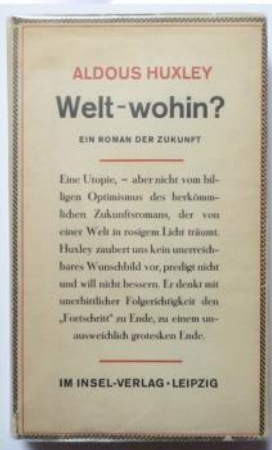 ALDOUS HUXLEY
Welt-wohin?
EIN ROMAN DER ZUKUNFT
Eine Utopie, – aber nicht vom bil-
ligen Optimismus des herkömm-
lichen Zukunftsromans, der von
einer Welt in rosigem Licht träumt.
Huxley zaubert uns kein unerreich-
bares Wunschbild vor, predigt nicht
und will nicht bessern. Er denkt mit
unerbittlicher Folgerichtigkeit den
„Fortschritt“ zu Ende, zu einem un-
ausweichlich grotesken Ende.
IM INSEL-VERLAG · LEIPZIG